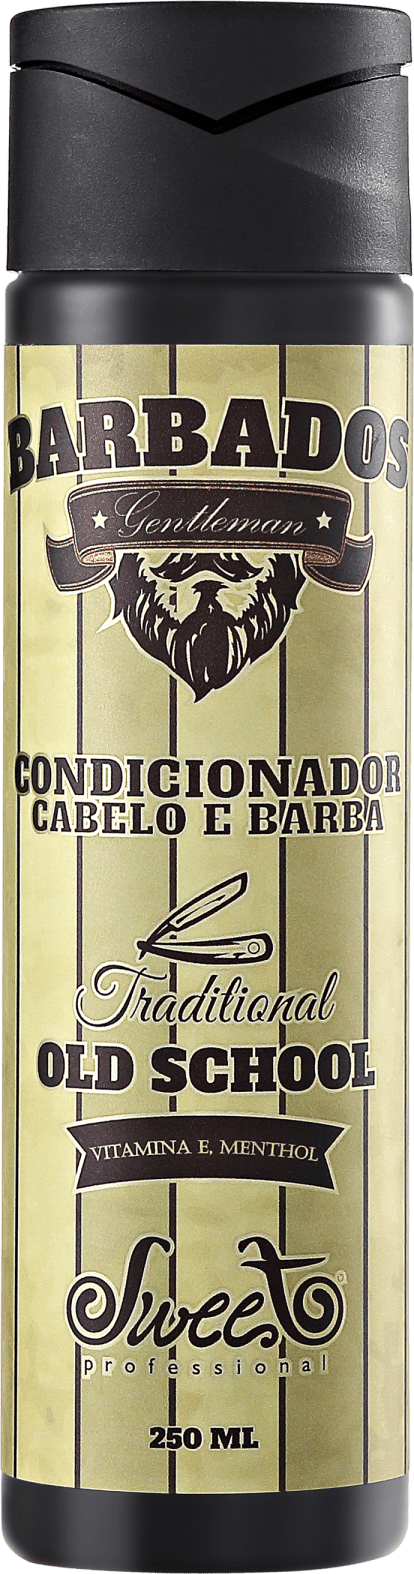 BARBADOS
Gentleman
CONDICIONADOR
CABELO E BARBA
Traditional
OLD SCHOOL
VITAMINA E, MENTHOL
Sweet®
professional
250 ML